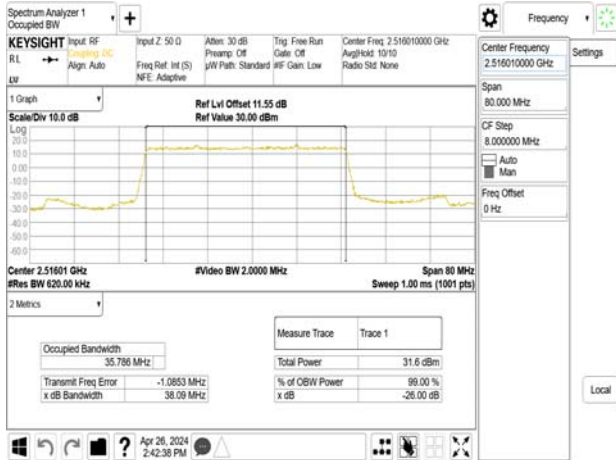 Spectrum Analyzer 1
Occupied BW
Frequency
KEYSIGHT
Input: RF
Input Z: 50 Ω
Atten: 30 dB
Trig: Free Run
Center Freq: 2.516010000 GHz
Coupling: DC
Preamp: Off
Gate: Off
Avg|Hold: 10/10
RL
Align: Auto
Freq Ref: Int (S)
µW Path: Standard
#IF Gain: Low
Radio Std: None
NFE: Adaptive
LW
Center Frequency
2.516010000 GHz
Settings
Span
80.000 MHz
CF Step
8.000000 MHz
Auto
Man
Freq Offset
0 Hz
Local
1 Graph
Ref Lvl Offset 11.55 dB
Scale/Div 10.0 dB
Ref Value 30.00 dBm
Log
20.0
10.0
0.00
-10.0
-20.0
-30.0
-40.0
-50.0
-60.0
Center 2.51601 GHz
#Video BW 2.0000 MHz
Span 80 MHz
#Res BW 620.00 kHz
Sweep 1.00 ms (1001 pts)
2 Metrics
Measure Trace
Trace 1
Occupied Bandwidth
35.786 MHz
Total Power
31.6 dBm
Transmit Freq Error
-1.0853 MHz
% of OBW Power
99.00 %
x dB Bandwidth
38.09 MHz
x dB
-26.00 dB
Apr 26, 2024
2:42:38 PM